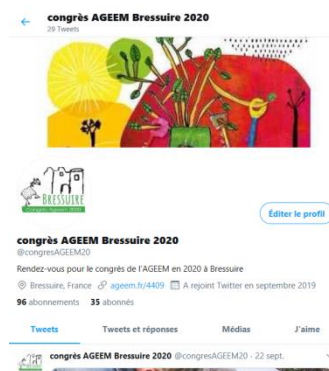 congrès AGEEM Bressuire 2020
29 Tweets
BRESSUIRE
Congrès Ageem 2020
Éditer le profil
congrès AGEEM Bressuire 2020
@congresAGEEM20
Rendez-vous pour le congrès de l'AGEEM en 2020 à Bressuire
Bressuire, France ageem.fr/4409 A rejoint Twitter en septembre 2019
96 abonnements 35 abonnés
Tweets Tweets et réponses Médias J'aime
congrès AGEEM Bressuire 2020 @congresAGEEM20 · 22 sept.